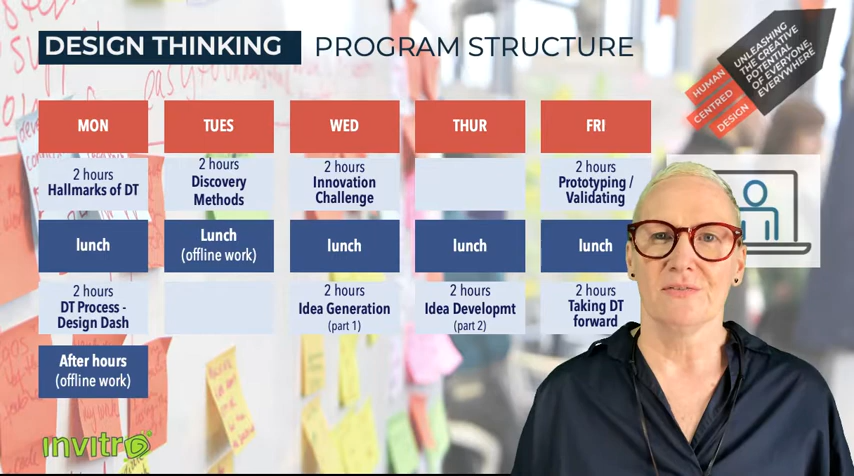 DESIGN THINKING PROGRAM STRUCTURE
UNLEASHING
THE CREATIVE
POTENTIAL
OF EVERYONE,
EVERYWHERE
HUMAN
CENTRED
DESIGN
MON
TUES
WED
THUR
FRI
2 hours
Hallmarks of DT
2 hours
Discovery
Methods
2 hours
Innovation
Challenge
2 hours
Prototyping /
Validating
lunch
Lunch
(offline work)
lunch
lunch
lunch
2 hours
DT Process -
Design Dash
2 hours
Idea Generation
(part 1)
2 hours
Idea Developmt
(part 2)
2 hours
Taking DT
forward
After hours
(offline work)
invitro